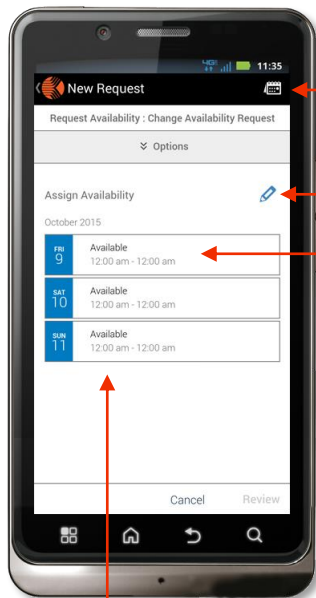 4GE 11:35
New Request
Request Availability : Change Availability Request
Options
Assign Availability
October 2015
FRI
9
Available
12:00 am - 12:00 am
SAT
10
Available
12:00 am - 12:00 am
SUN
11
Available
12:00 am - 12:00 am
Cancel Review